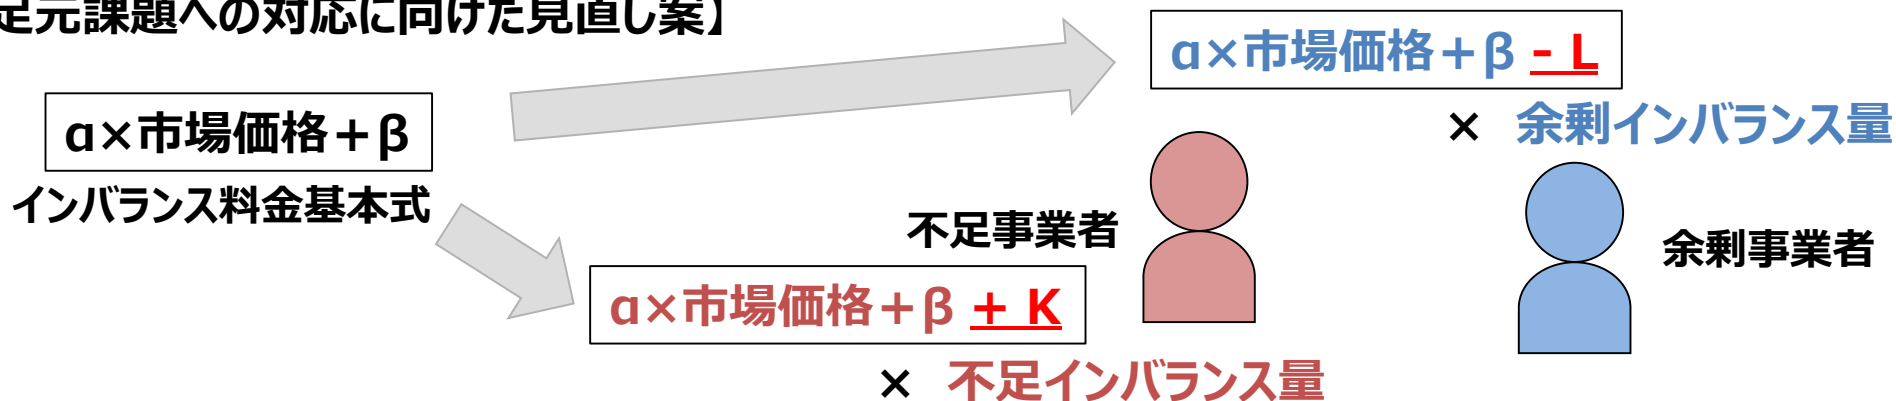 足元課題への対応に向けた見直し案】
α×市場価格＋β
インバランス料金基本式
α×市場価格＋β - L
× 余剰インバランス量
不足事業者
余剰事業者
α×市場価格＋β + K
× 不足インバランス量